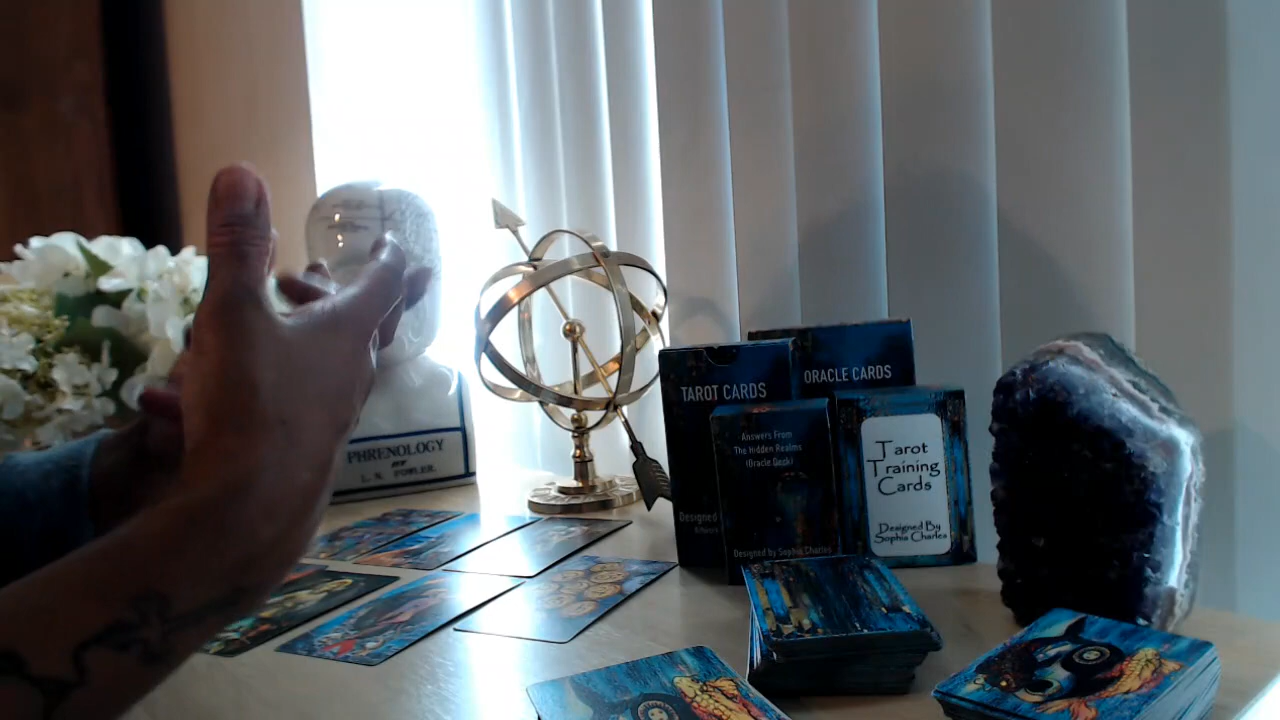 PHRENOLOGY
BY
L. N. FOWLER.
TAROT CARDS
Designed
ORACLE CARDS
Answers From
The Hidden Realms
(Oracle Deck)
Designed by Sophia Charles
Tarot
Training
Cards
Designed By
Sophia Charles